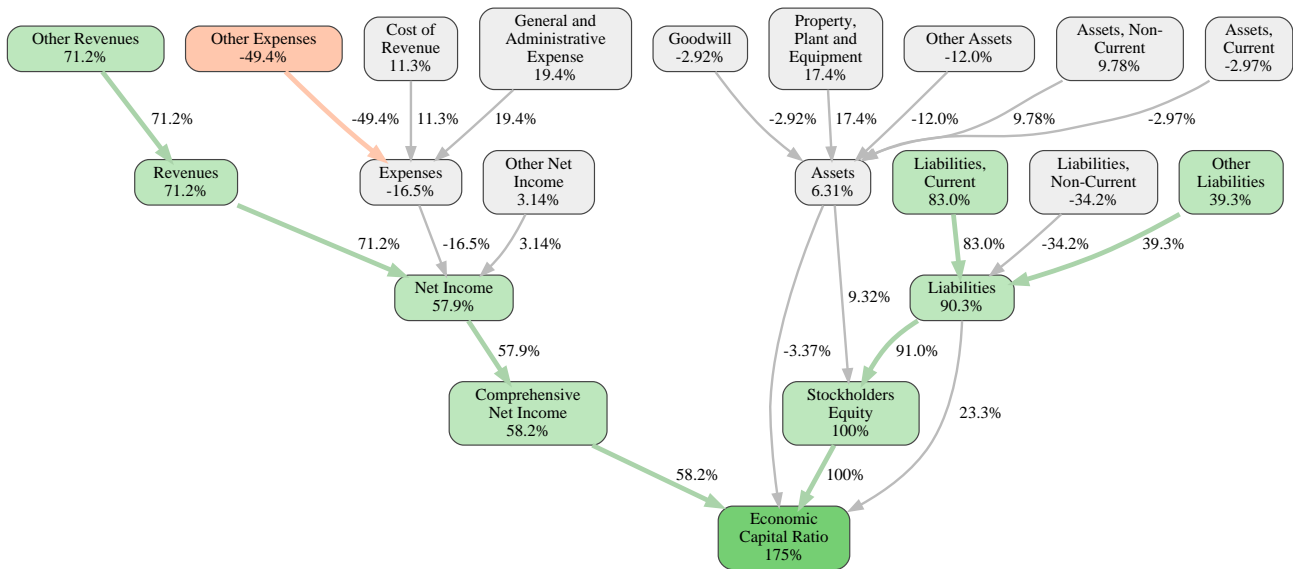 Other Revenues
71.2%
Other Expenses
-49.4%
Cost of
Revenue
11.3%
General and
Administrative
Expense
19.4%
Goodwill
-2.92%
Property,
Plant and
Equipment
17.4%
Other Assets
-12.0%
Assets, Non-
Current
9.78%
Assets,
Current
-2.97%
71.2%
-49.4%
11.3%
19.4%
-2.92%
17.4%
-12.0%
9.78%
-2.97%
Revenues
71.2%
Expenses
-16.5%
Other Net
Income
3.14%
Assets
6.31%
Liabilities,
Current
83.0%
Liabilities,
Non-Current
-34.2%
Other
Liabilities
39.3%
71.2%
-16.5%
3.14%
83.0%
-34.2%
39.3%
Net Income
57.9%
9.32%
Liabilities
90.3%
57.9%
-3.37%
91.0%
Comprehensive
Net Income
58.2%
Stockholders
Equity
100%
23.3%
58.2%
100%
Economic
Capital Ratio
175%